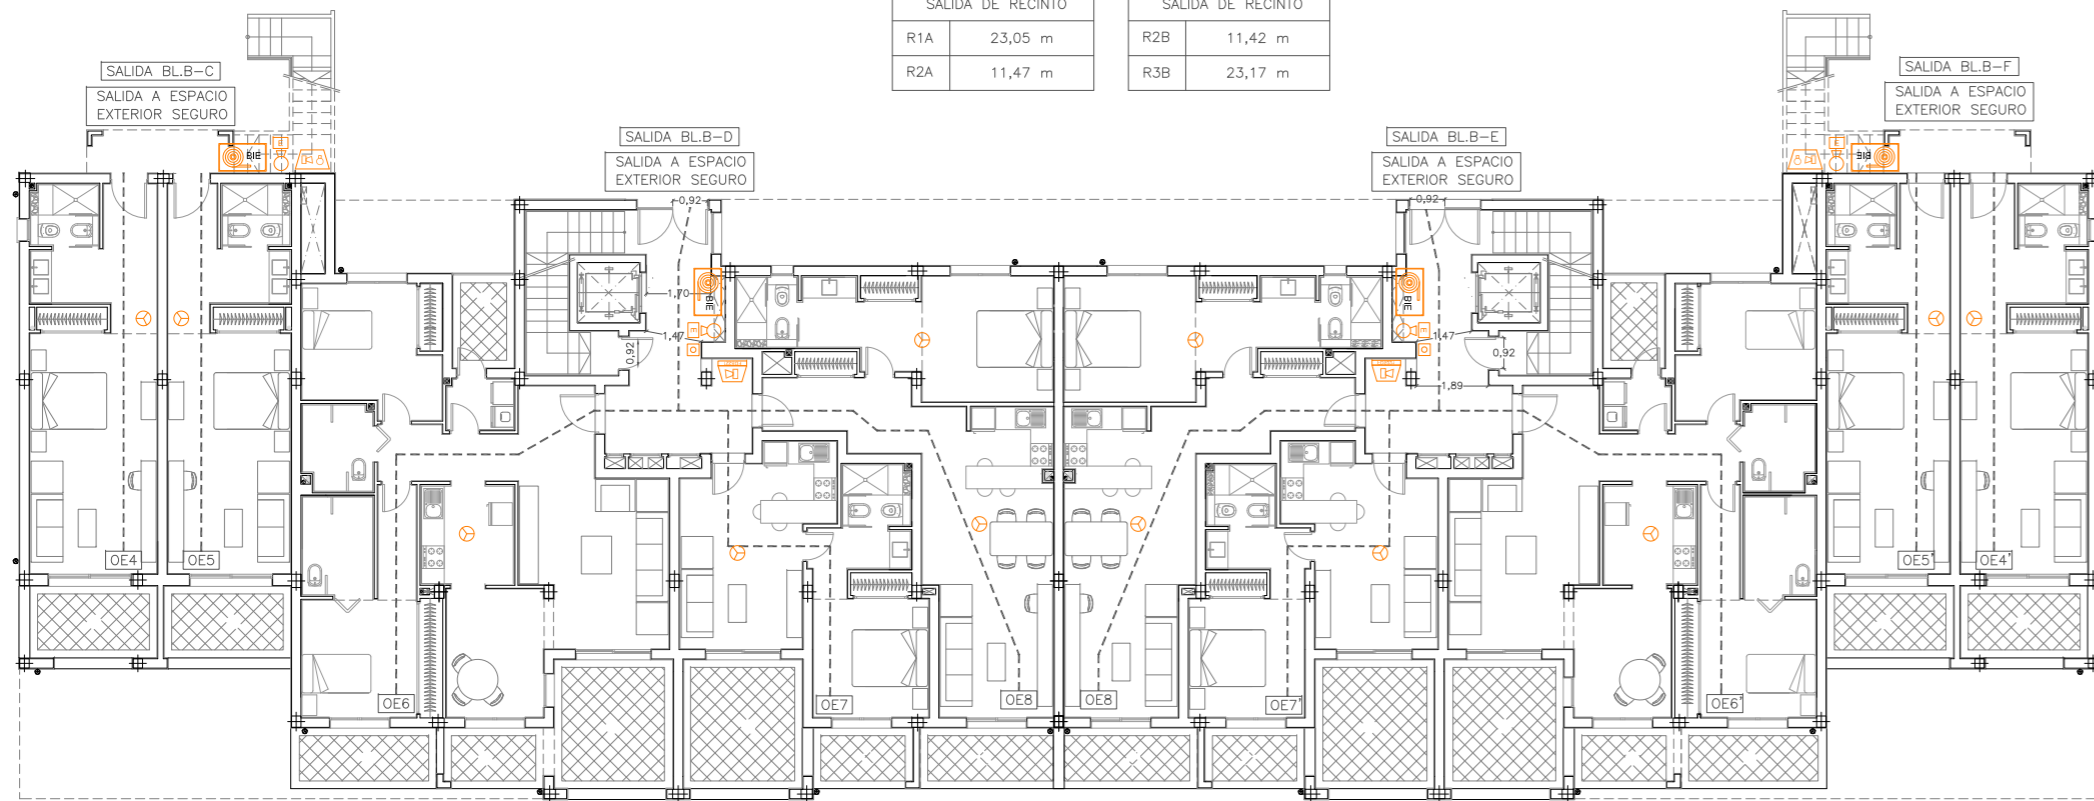 SALIDA DE RECINTO
R1A 23,05 m
R2A 11,47 m
SALIDA DE RECINTO
R2B 11,42 m
R3B 23,17 m
SALIDA BL.B-C
SALIDA A ESPACIO
EXTERIOR SEGURO
SALIDA BL.B-D
SALIDA A ESPACIO
EXTERIOR SEGURO
SALIDA BL.B-E
SALIDA A ESPACIO
EXTERIOR SEGURO
SALIDA BL.B-F
SALIDA A ESPACIO
EXTERIOR SEGURO
BIE
E
BIE
E
0,92
0,92
1,70
BIE
E
1,47
0,92
BIE
E
1,47
0,92
1,89
OE4
OE5
OE6
OE7
OE8
OE8
OE7'
OE6'
OE5'
OE4'